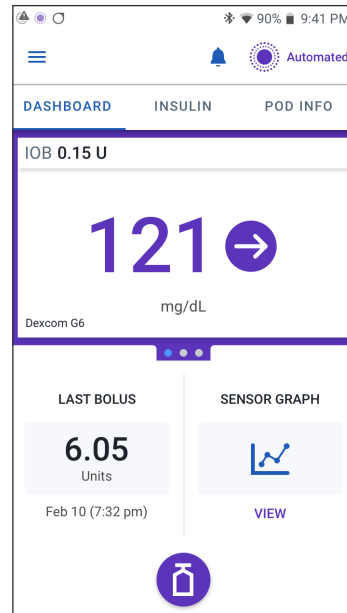 90% 9:41 PM
Automated
DASHBOARD INSULIN POD INFO
IOB 0.15 U
121
mg/dL
Dexcom G6
LAST BOLUS
6.05
Units
Feb 10 (7:32 pm)
SENSOR GRAPH
VIEW